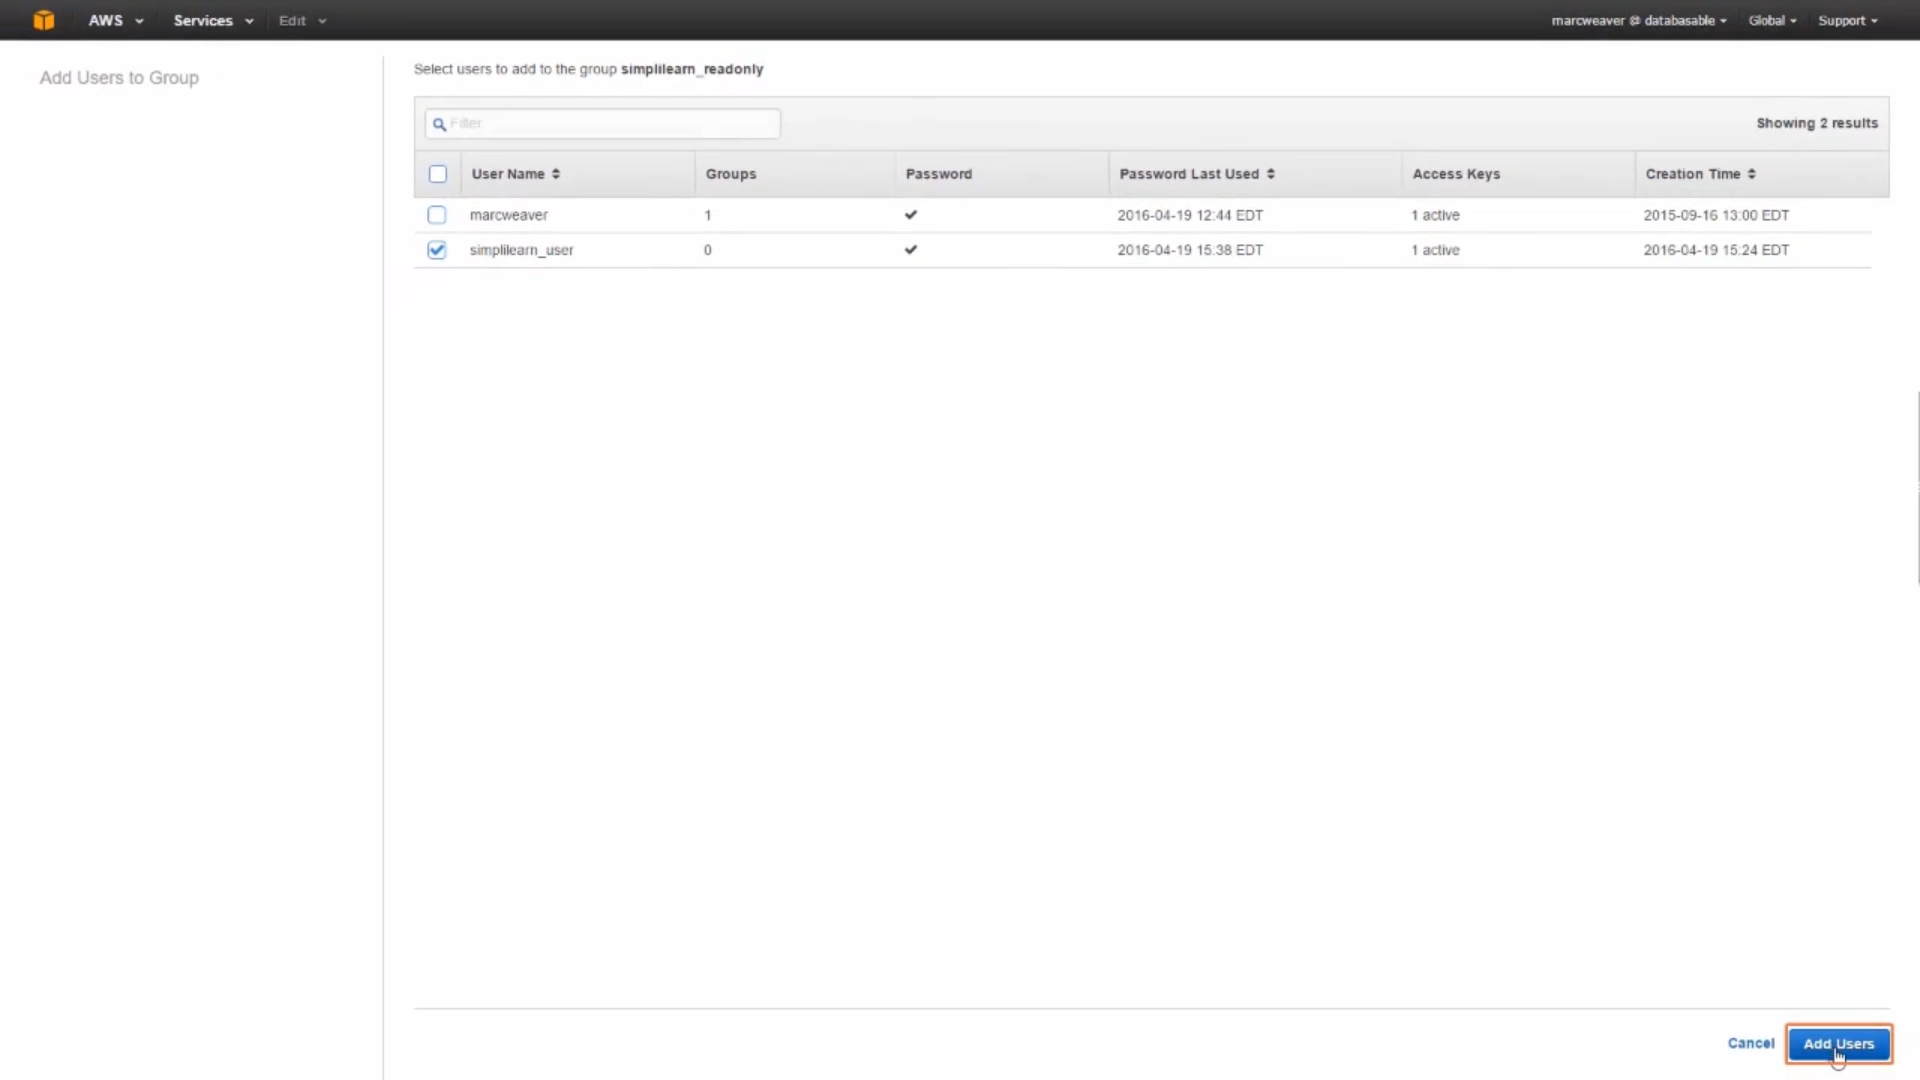 AWS Services Edit marcweaver @ databasable Global Support
Add Users to Group
Select users to add to the group simplilearn_readonly
Filter Showing 2 results
User Name Groups Password Password Last Used Access Keys Creation Time
marcweaver 1 2016-04-19 12:44 EDT 1 active 2015-09-16 13:00 EDT
simplilearn_user 0 2016-04-19 15:38 EDT 1 active 2016-04-19 15:24 EDT
Cancel Add Users